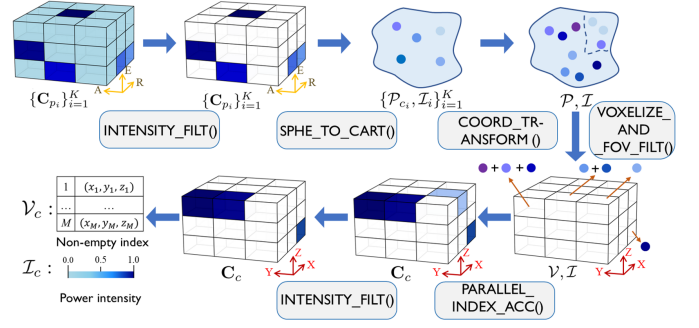 E
R
A
{C_{p_i}}_{i=1}^{K}
E
R
A
{C_{p_i}}_{i=1}^{K}
{P_{c_i}, I_i}_{i=1}^{K}
P, I
INTENSITY_FILT()
SPHE_TO_CART()
COORD_TR-
ANSFORM()
VOXELIZE_
_AND
_FOV_FILT()
+ +
+
V_c :
1 (x_1, y_1, z_1)
... ...
M (x_M, y_M, z_M)
Non-empty index
I_c :
0.0 0.5 1.0
Power intensity
Z
X
Y
C_c
Z
X
Y
C_c
Z
X
Y
V, I
INTENSITY_FILT()
PARALLEL_
INDEX_ACC()